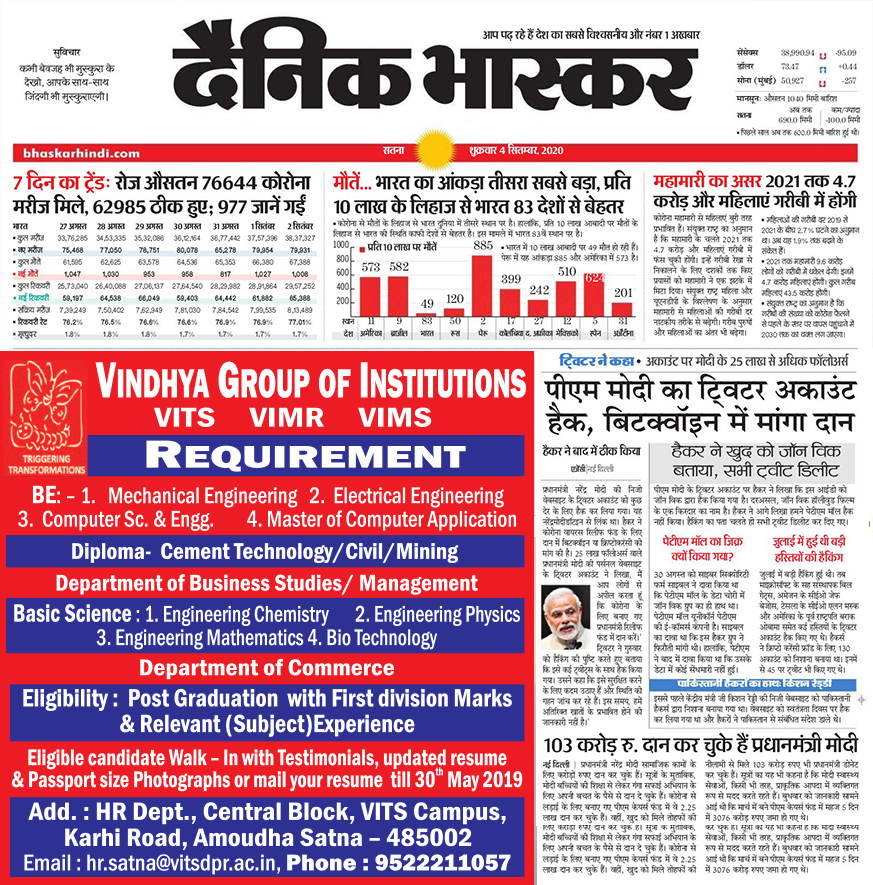 सुविचार
कभी बेवजह भी मुस्कुरा के
देखो, आपके साथ-साथ
जिंदगी भी मुस्कुराएगी।
आप पढ़ रहे हैं देश का सबसे विश्वसनीय और नंबर 1 अखबार
दैनिक भास्कर
सेंसेक्स 38,990.94 -95.09
डॉलर 73.47 +0.44
सोना (मुंबई) 50,927 -257
मानसून: औसतन 1040 मिमी बारिश
अब तक कम/ज्यादा
सतना 690.0 मिमी -100.0 मिमी
• पिछले साल अब तक 600.0 मिमी बारिश हुई थी।
bhaskarhindi.com
सतना
शुक्रवार 4 सितम्बर, 2020
7 दिन का ट्रेंड: रोज औसतन 76644 कोरोना
मरीज मिले, 62985 ठीक हुए; 977 जानें गईं
भारत 27 अगस्त 28 अगस्त 29 अगस्त 30 अगस्त 31 अगस्त 1 सितंबर 2 सितंबर
• कुल मरीज 33,76,285 34,53,335 35,32,086 36,12,164 36,77,442 37,57,396 38,37,327
• नए मरीज 75,468 77,050 78,751 80,078 65,278 79,954 79,931
• कुल मौतें 61,595 62,625 63,578 64,536 65,353 66,380 67,388
• नई मौतें 1,047 1,030 953 958 817 1,027 1,008
• कुल रिकवरी 25,73,040 26,40,088 27,06,137 27,64,540 28,29,982 28,91,864 29,57,252
• नई रिकवरी 59,197 64,538 66,049 59,403 64,442 61,882 65,388
• सक्रिय मरीज 7,39,249 7,50,402 7,62,949 7,81,030 7,84,542 7,99,535 8,13,489
• रिकवरी रेट 76.2% 76.5% 76.6% 76.6% 76.9% 76.9% 77.01%
• मृत्युदर 1.8% 1.8% 1.8% 1.8% 1.7% 1.7% 1.7%
मौतें... भारत का आंकड़ा तीसरा सबसे बड़ा, प्रति
10 लाख के लिहाज से भारत 83 देशों से बेहतर
• कोरोना से मौतों के लिहाज से भारत दुनिया में तीसरे स्थान पर है। हालांकि, प्रति 10 लाख आबादी पर मौतों के
लिहाज से भारत की स्थिति काफी देशों से बेहतर है। इस मामले में भारत 83वें स्थान पर है।
प्रति 10 लाख पर मौतें
• भारत में 10 लाख आबादी पर 49 मौत हो रही हैं।
पेरू में यह आंकड़ा 885 और अमेरिका में 573 है।
1000
800
600
400
200
0
573 582 49 120 885 399 242 510 624 201
स्थान 11 9 83 50 2 17 26 12 5 31
देश अमेरिका ब्राजील भारत रूस पेरू कोलंबिया द. अफ्रीका मेक्सिको स्पेन अर्जेंटीना
महामारी का असर 2021 तक 4.7
करोड़ और महिलाएं गरीबी में होंगी
कोरोना महामारी से महिलाएं बुरी तरह
प्रभावित हैं। संयुक्त राष्ट्र का अनुमान
है कि महामारी के चलते 2021 तक
4.7 करोड़ और महिलाएं गरीबी में
फंस चुकी होंगी। इन्हें गरीबी रेखा से
निकालने के लिए दशकों तक किए
प्रयासों को महामारी ने एक झटके में
मिटा दिया। संयुक्त राष्ट्र महिला और
यूएनडीपी के विश्लेषण के अनुसार
महामारी से महिलाओं की गरीबी दर
नाटकीय तरीके से बढ़ेगी। गरीब पुरुषों
और महिलाओं का अंतर भी बढ़ेगा।
• महिलाओं की गरीबी दर 2019 से
2021 के बीच 2.7% घटने का अनुमान
था। अब यह 1.9% तक बढ़ाने के
संकेत हैं।
• 2021 तक महामारी 9.6 करोड़
लोगों को गरीबी में धकेल देगी। इनमें
4.7 करोड़ महिलाएं होंगी। कुल गरीब
महिलाएं 43.5 करोड़ होंगी।
• संयुक्त राष्ट्र का अनुमान है कि
गरीबों की संख्या को कोरोना फैलने
से पहले के स्तर पर वापस पहुंचाने में
2030 तक का वक्त लग जाएगा।
TRIGGERING
TRANSFORMATIONS
VINDHYA GROUP OF INSTITUTIONS
VITS VIMR VIMS
REQUIREMENT
BE: – 1. Mechanical Engineering 2. Electrical Engineering
3. Computer Sc. & Engg. 4. Master of Computer Application
Diploma- Cement Technology/Civil/Mining
Department of Business Studies/ Management
Basic Science : 1. Engineering Chemistry 2. Engineering Physics
3. Engineering Mathematics 4. Bio Technology
Department of Commerce
Eligibility : Post Graduation with First division Marks
& Relevant (Subject)Experience
Eligible candidate Walk – In with Testimonials, updated resume
& Passport size Photographs or mail your resume till 30th May 2019
Add. : HR Dept., Central Block, VITS Campus,
Karhi Road, Amoudha Satna – 485002
Email : hr.satna@vitsdpr.ac.in, Phone : 9522211057
ट्विटर ने कहा • अकाउंट पर मोदी के 25 लाख से अधिक फॉलोअर्स
पीएम मोदी का ट्विटर अकाउंट
हैक, बिटक्वॉइन में मांगा दान
हैकर ने बाद में ठीक किया
एजेंसी | नई दिल्ली
प्रधानमंत्री नरेंद्र मोदी की निजी
वेबसाइट के ट्विटर अकाउंट को कुछ
देर के लिए हैक कर लिया गया। यह
नरेंद्रमोदीडॉटइन से लिंक था। हैकर ने
कोरोना वायरस रिलीफ फंड के लिए
दान में बिटक्वॉइन या क्रिप्टोकरंसी की
मांग की है। 25 लाख फॉलोअर्स वाले
प्रधानमंत्री की पर्सनल वेबसाइट
के ट्विटर अकाउंट ने लिखा, मैं
आप लोगों से
अपील करता हूं
कि कोरोना के
लिए बनाए गए
प्रधानमंत्री रिलीफ
फंड में दान करें।'
ट्विटर ने गुरुवार
को हैकिंग की पुष्टि करते हुए बताया
कि इसे कई ट्वीट्स के साथ हैक किया
गया। उसने कहा कि इसे सुरक्षित करने
के लिए कदम उठाए हैं और स्थिति की
गहन जांच कर रहे हैं। इस समय, हमें
अतिरिक्त खातों के प्रभावित होने की
जानकारी नहीं है।'
हैकर ने खुद को जॉन विक
बताया, सभी ट्वीट डिलीट
पीएम मोदी के ट्विटर अकाउंट पर हैकर ने लिखा कि इस आईडी को
जॉन विक द्वारा हैक किया गया है। दरअसल, जॉन विक हॉलीवुड फिल्म
के एक किरदार का नाम है। हैकर ने आगे लिखा हमने पेटीएम मॉल हैक
नहीं किया। हैकिंग का पता चलते ही सभी ट्वीट डिलीट कर दिए गए।
पेटीएम मॉल का जिक्र
क्यों किया गया?
30 अगस्त को साइबर सिक्योरिटी
फर्म साइबल ने दावा किया था
कि पेटीएम मॉल के डेटा चोरी में
जॉन विक ग्रुप का ही हाथ था।
पेटीएम मॉल यूनीकॉर्न पेटीएम
की ई-कॉमर्स कंपनी है। साइबल
का दावा था कि इस हैकर ग्रुप ने
फिरौती मांगी थी। हालांकि, पेटीएम
ने बाद में दावा किया था कि उसके
डेटा में कोई सेंधमारी नहीं हुई।
जुलाई में हुई थी बड़ी
हस्तियों की हैकिंग
जुलाई में बड़ी हैकिंग हुई थी। तब
माइक्रोसॉफ्ट के सह संस्थापक बिल
गेट्स, अमेजन के सीईओ जेफ
बेजोस, टेसला के सीईओ एलन मस्क
और अमेरिका के पूर्व राष्ट्रपति बराक
ओबामा समेत कई हस्तियों के ट्विटर
अकाउंट हैक किए गए थे। हैकर्स
ने क्रिप्टो करेंसी फ्रॉड के लिए 130
अकाउंट को निशाना बनाया था। इनमें
से 45 पर ट्वीट भी किए गए थे।
पाकिस्तानी हैकरों का हाथ: किशन रेड्डी
इससे पहले केंद्रीय मंत्री जी किशन रेड्डी की निजी वेबसाइट को पाकिस्तानी
हैकर्स द्वारा निशाना बनाया गया था। वेबसाइट को स्वतंत्रता दिवस पर हैक
कर लिया गया था और हैकरों ने पाकिस्तान से संबंधित संदेश डाले थे।
103 करोड़ रु. दान कर चुके हैं प्रधानमंत्री मोदी
नई दिल्ली | प्रधानमंत्री नरेंद्र मोदी सामाजिक कामों के
लिए करोड़ों रुपए दान कर चुके हैं। सूत्रों के मुताबिक,
मोदी बच्चियों की शिक्षा से लेकर गंगा सफाई अभियान के
लिए अपनी बचत के पैसे से दान दे चुके हैं। कोरोना से
लड़ाई के लिए बनाए गए पीएम केयर्स फंड में वे 2.25
लाख दान कर चुके हैं। वहीं, खुद को मिले तोहफों की
लिए करोड़ों रुपए दान कर चुके हैं। सूत्रों के मुताबिक,
मोदी बच्चियों की शिक्षा से लेकर गंगा सफाई अभियान के
लिए अपनी बचत के पैसे से दान दे चुके हैं। कोरोना से
लड़ाई के लिए बनाए गए पीएम केयर्स फंड में वे 2.25
लाख दान कर चुके हैं। वहीं, खुद को मिले तोहफों की
नीलामी से मिले 103 करोड़ रुपए भी प्रधानमंत्री डोनेट
कर चुके हैं। सूत्रों का यह भी कहना है कि मोदी स्वास्थ्य
सेवाओं, किसी भी तरह, प्राकृतिक आपदा में व्यक्तिगत
रूप से मदद करते रहते हैं। बुधवार को जानकारी सामने
आई थी कि मार्च में बने पीएम केयर्स फंड में महज 5 दिन
में 3076 करोड़ रुपए जमा हो गए थे।
कर चुके हैं। सूत्रों का यह भी कहना है कि मोदी स्वास्थ्य
सेवाओं, किसी भी तरह, प्राकृतिक आपदा में व्यक्तिगत
रूप से मदद करते रहते हैं। बुधवार को जानकारी सामने
आई थी कि मार्च में बने पीएम केयर्स फंड में महज 5 दिन
में 3076 करोड़ रुपए जमा हो गए थे।